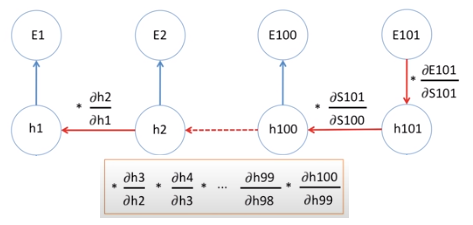 E1 E2 E100 E101
* ∂E101/∂S101
* ∂h2/∂h1 * ∂S101/∂S100
h1 h2 h100 h101
* ∂h3/∂h2 * ∂h4/∂h3 * ... ∂h99/∂h98 * ∂h100/∂h99